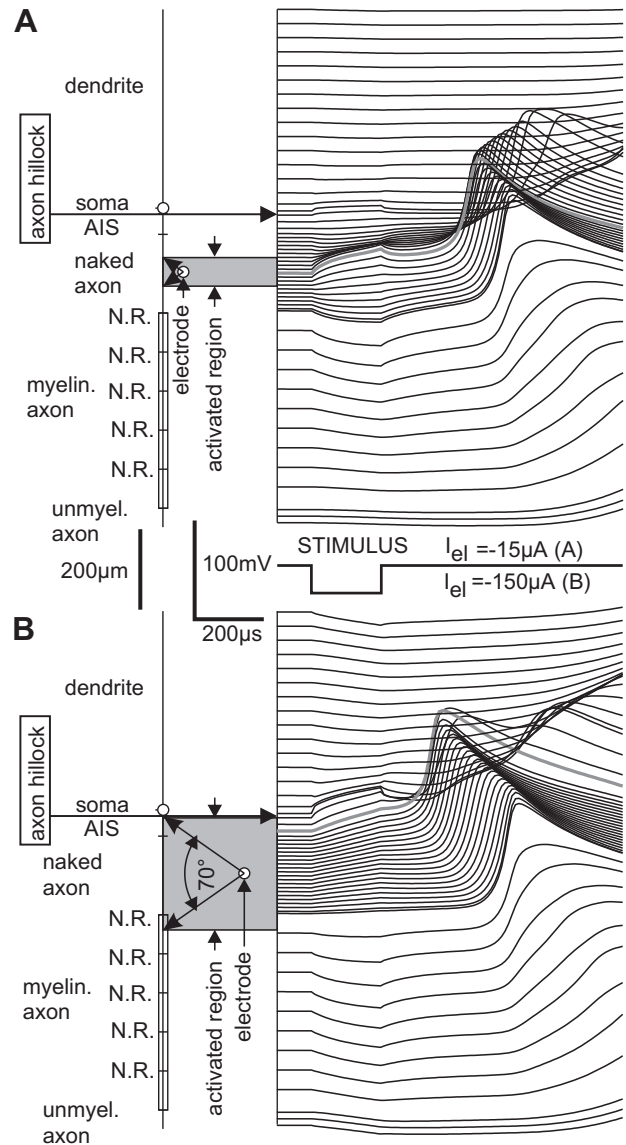 A
dendrite
axon hillock
soma
AIS
naked
axon
N.R.
N.R.
N.R.
N.R.
N.R.
myelin.
axon
unmyel.
axon
electrode
activated region
200µm
100mV
200µs
STIMULUS
I_el =-15µA (A)
I_el =-150µA (B)
B
dendrite
axon hillock
soma
AIS
naked
axon
70°
N.R.
N.R.
N.R.
N.R.
N.R.
myelin.
axon
unmyel.
axon
activated region
electrode